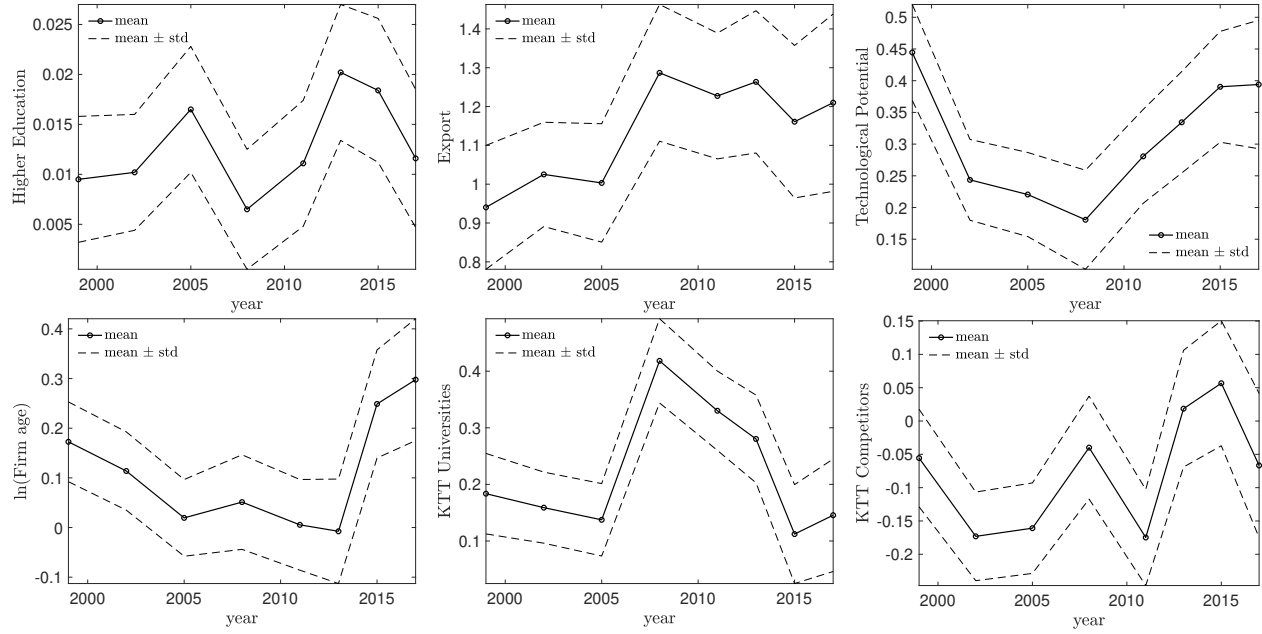 Higher Education
0.025
0.02
0.015
0.01
0.005
mean
mean ± std
2000 2005 2010 2015
year
Export
1.4
1.3
1.2
1.1
1
0.9
0.8
mean
mean ± std
2000 2005 2010 2015
year
Technological Potential
0.5
0.45
0.4
0.35
0.3
0.25
0.2
0.15
mean
mean ± std
2000 2005 2010 2015
year
ln(Firm age)
0.4
0.3
0.2
0.1
0
-0.1
mean
mean ± std
2000 2005 2010 2015
year
KTT Universities
0.4
0.3
0.2
0.1
mean
mean ± std
2000 2005 2010 2015
year
KTT Competitors
0.15
0.1
0.05
0
-0.05
-0.1
-0.15
-0.2
mean
mean ± std
2000 2005 2010 2015
year